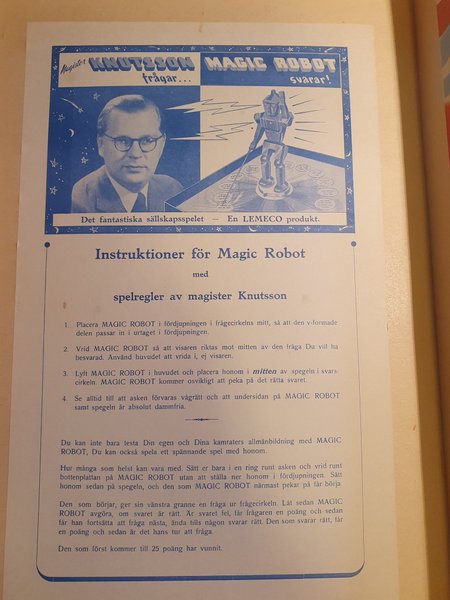 Magister KNUTSSON MAGIC ROBOT
frågar... svarar!
Det fantastiska sällskapsspelet — En LEMECO produkt.
Instruktioner för Magic Robot
med
spelregler av magister Knutsson
1. Placera MAGIC ROBOT i fördjupningen i frågecirkelns mitt, så att den v-formade
delen passar in i urtaget i fördjupningen.
2. Vrid MAGIC ROBOT så att visaren riktas mot mitten av den fråga Du vill ha
besvarad. Använd huvudet att vrida i, ej visaren.
3. Lyft MAGIC ROBOT i huvudet och placera honom i mitten av spegeln i svars-
cirkeln. MAGIC ROBOT kommer osvikligt att peka på det rätta svaret.
4. Se alltid till att asken förvaras vågrätt och att undersidan på MAGIC ROBOT
samt spegeln är absolut dammfria.
Du kan inte bara testa Din egen och Dina kamraters allmänbildning med MAGIC
ROBOT, Du kan också spela ett spännande spel med honom.
Hur många som helst kan vara med. Sätt er bara i en ring runt asken och vrid runt
bottenplattan på MAGIC ROBOT utan att ställa ner honom i fördjupningen. Sätt
honom sedan på spegeln, och den som MAGIC ROBOT närmast pekar på får börja
Den som börjar, ger sin vänstra granne en fråga ur frågecirkeln. Låt sedan MAGIC
ROBOT avgöra, om svaret är rätt. Är svaret fel, får frågaren en poäng och sedan
får han fortsätta att fråga nästa, ända tills någon svarar rätt. Den som svarar rätt, får
en poäng och sedan är det hans tur att fråga.
Den som först kommer till 25 poäng har vunnit.